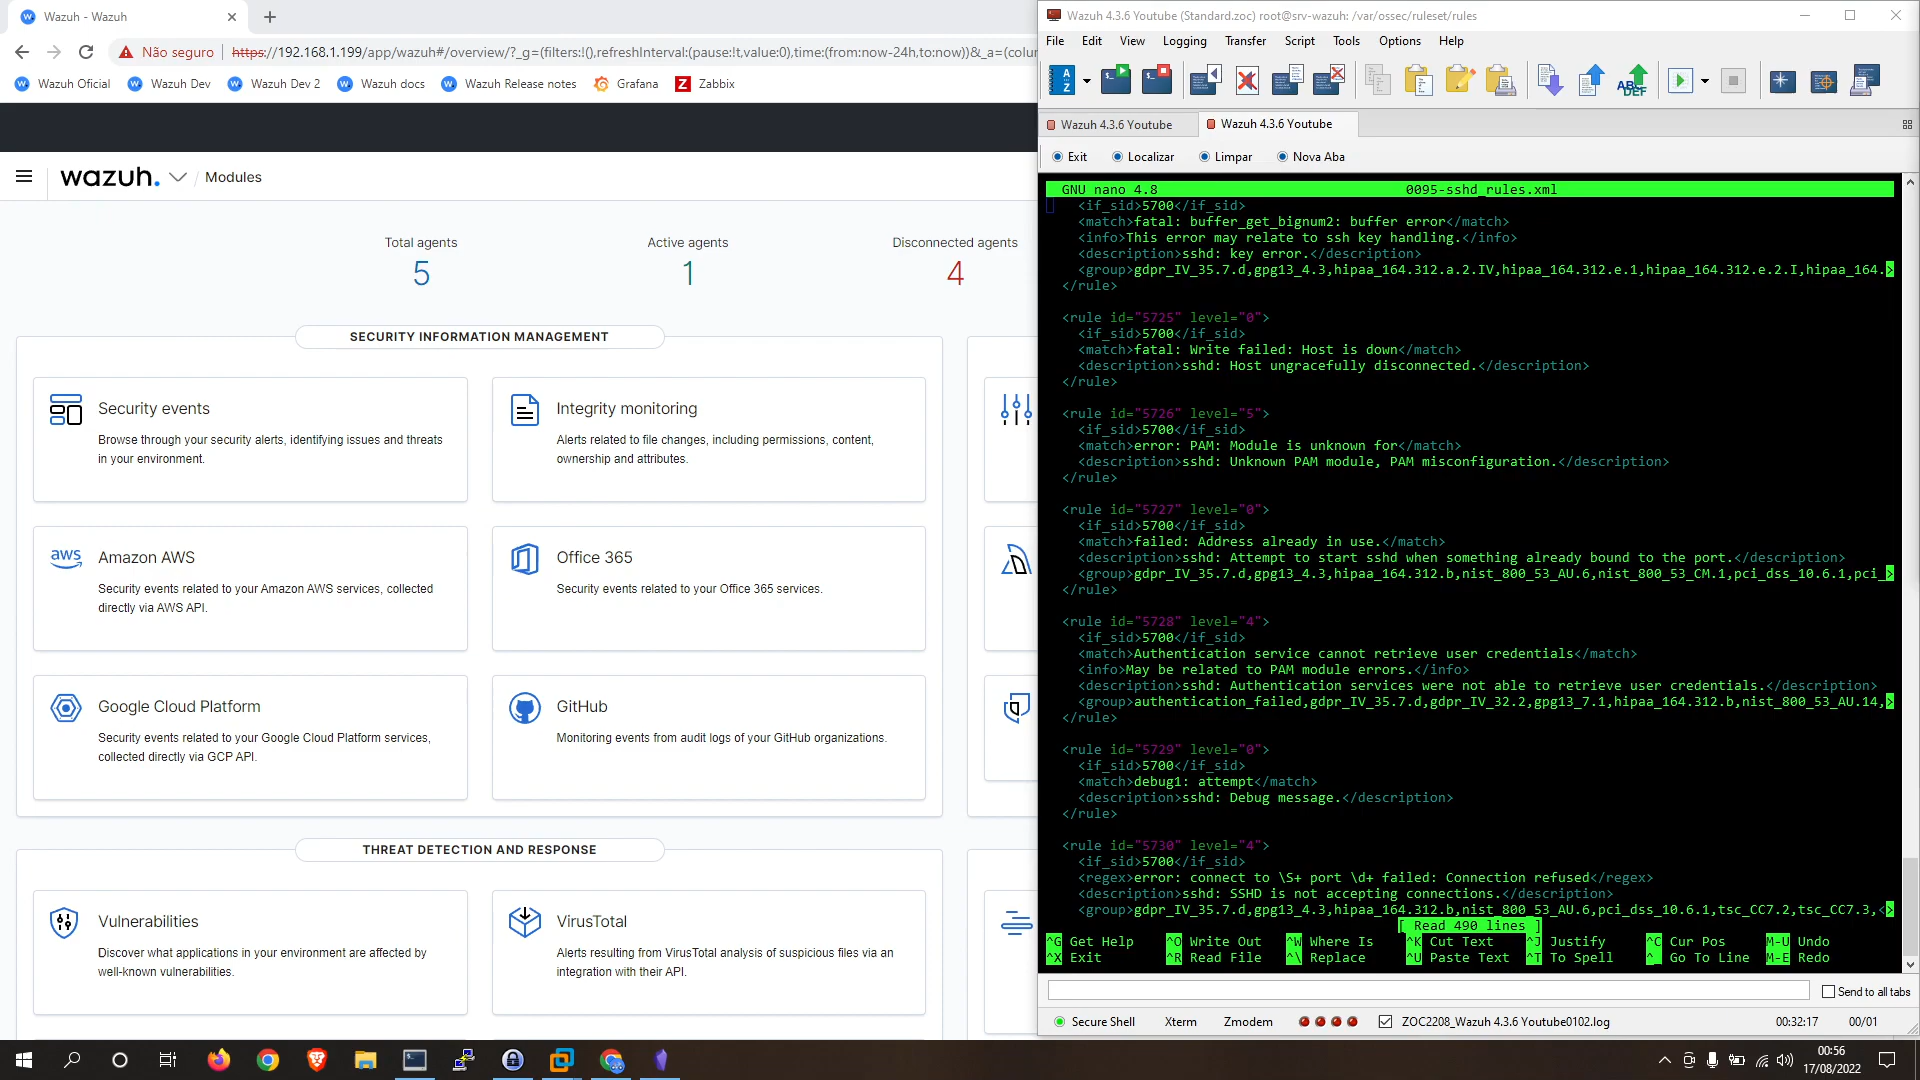 Wazuh - Wazuh
Não seguro
https://192.168.1.199/app/wazuh#/overview/?_g=(filters:!(),refreshInterval:(pause:!t,value:0),time:(from:now-24h,to:now))&_a=(colum
Wazuh Oficial
Wazuh Dev
Wazuh Dev 2
Wazuh docs
Wazuh Release notes
Grafana
Zabbix
wazuh.
/ Modules
Total agents
5
Active agents
1
Disconnected agents
4
SECURITY INFORMATION MANAGEMENT
Security events
Browse through your security alerts, identifying issues and threats
in your environment.
Integrity monitoring
Alerts related to file changes, including permissions, content,
ownership and attributes.
aws
Amazon AWS
Security events related to your Amazon AWS services, collected
directly via AWS API.
Office 365
Security events related to your Office 365 services.
Google Cloud Platform
Security events related to your Google Cloud Platform services,
collected directly via GCP API.
GitHub
Monitoring events from audit logs of your GitHub organizations.
THREAT DETECTION AND RESPONSE
Vulnerabilities
Discover what applications in your environment are affected by
well-known vulnerabilities.
VirusTotal
Alerts resulting from VirusTotal analysis of suspicious files via an
integration with their API.
Wazuh 4.3.6 Youtube (Standard.zoc) root@srv-wazuh: /var/ossec/ruleset/rules
File Edit View Logging Transfer Script Tools Options Help
Wazuh 4.3.6 Youtube
Wazuh 4.3.6 Youtube
Exit
Localizar
Limpar
Nova Aba
GNU nano 4.8 0095-sshd_rules.xml
<if_sid>5700</if_sid>
<match>fatal: buffer_get_bignum2: buffer error</match>
<info>This error may relate to ssh key handling.</info>
<description>sshd: key error.</description>
<group>gdpr_IV_35.7.d,gpg13_4.3,hipaa_164.312.a.2.IV,hipaa_164.312.e.1,hipaa_164.312.e.2.I,hipaa_164.>
</rule>
<rule id="5725" level="0">
<if_sid>5700</if_sid>
<match>fatal: Write failed: Host is down</match>
<description>sshd: Host ungracefully disconnected.</description>
</rule>
<rule id="5726" level="5">
<if_sid>5700</if_sid>
<match>error: PAM: Module is unknown for</match>
<description>sshd: Unknown PAM module, PAM misconfiguration.</description>
</rule>
<rule id="5727" level="0">
<if_sid>5700</if_sid>
<match>failed: Address already in use.</match>
<description>sshd: Attempt to start sshd when something already bound to the port.</description>
<group>gdpr_IV_35.7.d,gpg13_4.3,hipaa_164.312.b,nist_800_53_AU.6,nist_800_53_CM.1,pci_dss_10.6.1,pci_>
</rule>
<rule id="5728" level="4">
<if_sid>5700</if_sid>
<match>Authentication service cannot retrieve user credentials</match>
<info>May be related to PAM module errors.</info>
<description>sshd: Authentication services were not able to retrieve user credentials.</description>
<group>authentication_failed,gdpr_IV_35.7.d,gdpr_IV_32.2,gpg13_7.1,hipaa_164.312.b,nist_800_53_AU.14,>
</rule>
<rule id="5729" level="0">
<if_sid>5700</if_sid>
<match>debug1: attempt</match>
<description>sshd: Debug message.</description>
</rule>
<rule id="5730" level="4">
<if_sid>5700</if_sid>
<regex>error: connect to \S+ port \d+ failed: Connection refused</regex>
<description>sshd: SSHD is not accepting connections.</description>
<group>gdpr_IV_35.7.d,gpg13_4.3,hipaa_164.312.b,nist_800_53_AU.6,pci_dss_10.6.1,tsc_CC7.2,tsc_CC7.3,<>
[ Read 490 lines ]
^G Get Help ^O Write Out ^W Where Is ^K Cut Text ^J Justify ^C Cur Pos M-U Undo
^X Exit ^R Read File ^\ Replace ^U Paste Text ^T To Spell ^_ Go To Line M-E Redo
Send to all tabs
Secure Shell
Xterm
Zmodem
ZOC2208_Wazuh 4.3.6 Youtube0102.log
00:32:17
00/01
00:56
17/08/2022